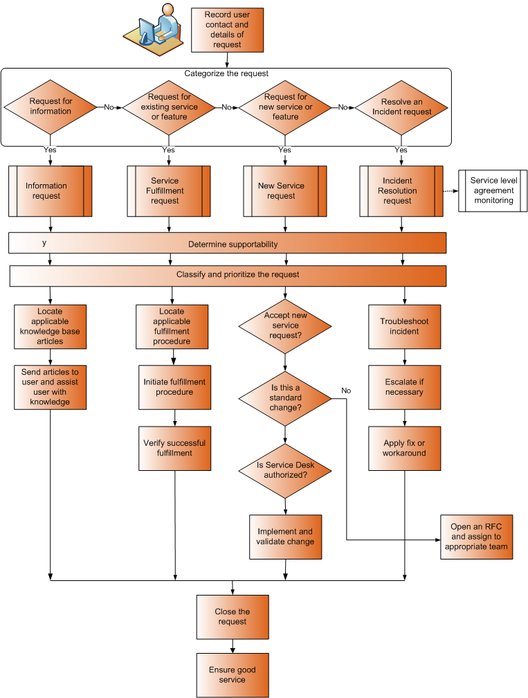 Record user
contact and
details of
request
Categorize the request
Request for
information
No
Request for
existing service
or feature
No
Request for
new service or
feature
No
Resolve an
Incident request
Yes
Yes
Yes
Yes
Information
request
Service
Fulfillment
request
New Service
request
Incident
Resolution
request
Service level
agreement
monitoring
y
Determine supportability
Classify and prioritize the request
Locate
applicable
knowledge base
articles
Locate
applicable
fulfillment
procedure
Accept new
service
request?
Troubleshoot
incident
Send articles to
user and assist
user with
knowledge
Initiate fulfillment
procedure
Is this a
standard
change?
No
Escalate if
necessary
Verify successful
fulfillment
Is Service Desk
authorized?
Apply fix or
workaround
Implement and
validate change
Open an RFC
and assign to
appropriate team
Close the
request
Ensure good
service